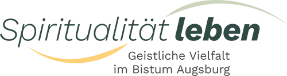 Spiritualität leben
Geistliche Vielfalt
im Bistum Augsburg